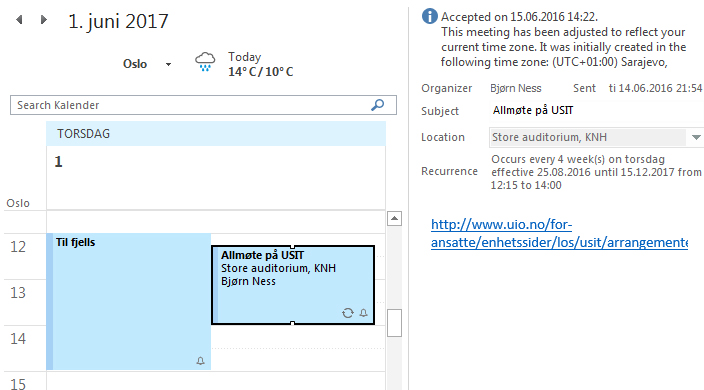 1. juni 2017
Oslo
Today
14°C/10°C
Search Kalender
TORSDAG
1
Oslo
12
13
14
15
Til fjells
Allmøte på USIT
Store auditorium, KNH
Bjørn Ness
Accepted on 15.06.2016 14:22.
This meeting has been adjusted to reflect your
current time zone. It was initially created in the
following time zone: (UTC+01:00) Sarajevo,
Organizer Bjørn Ness Sent ti 14.06.2016 21:54
Subject Allmøte på USIT
Location Store auditorium, KNH
Recurrence
Occurs every 4 week(s) on torsdag
effective 25.08.2016 until 15.12.2017 from
12:15 to 14:00
http://www.uio.no/for-
ansatte/enhetssider/los/usit/arrangemente